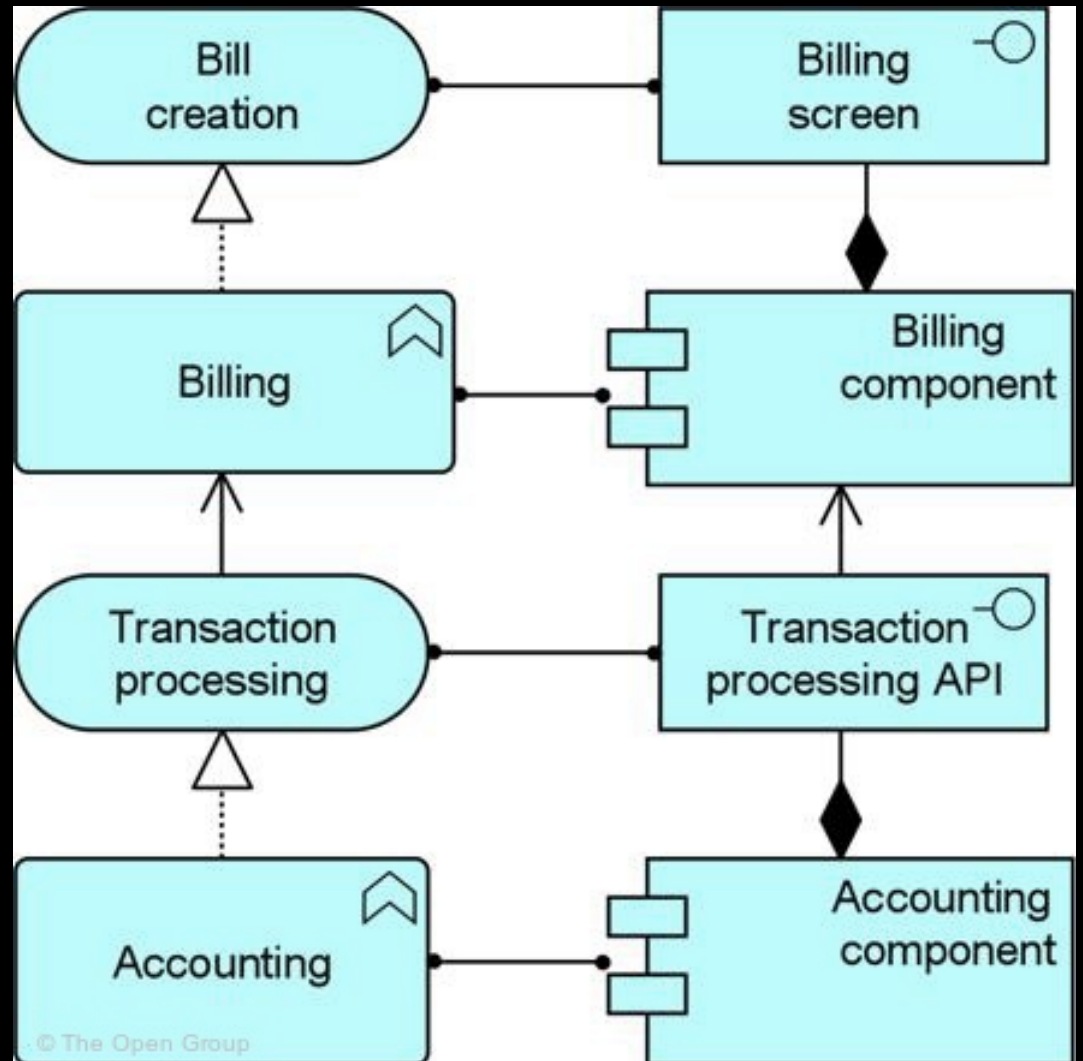 Bill
creation
Billing
screen
Billing
Billing
component
Transaction
processing
Transaction
processing API
Accounting
Accounting
component
© The Open Group